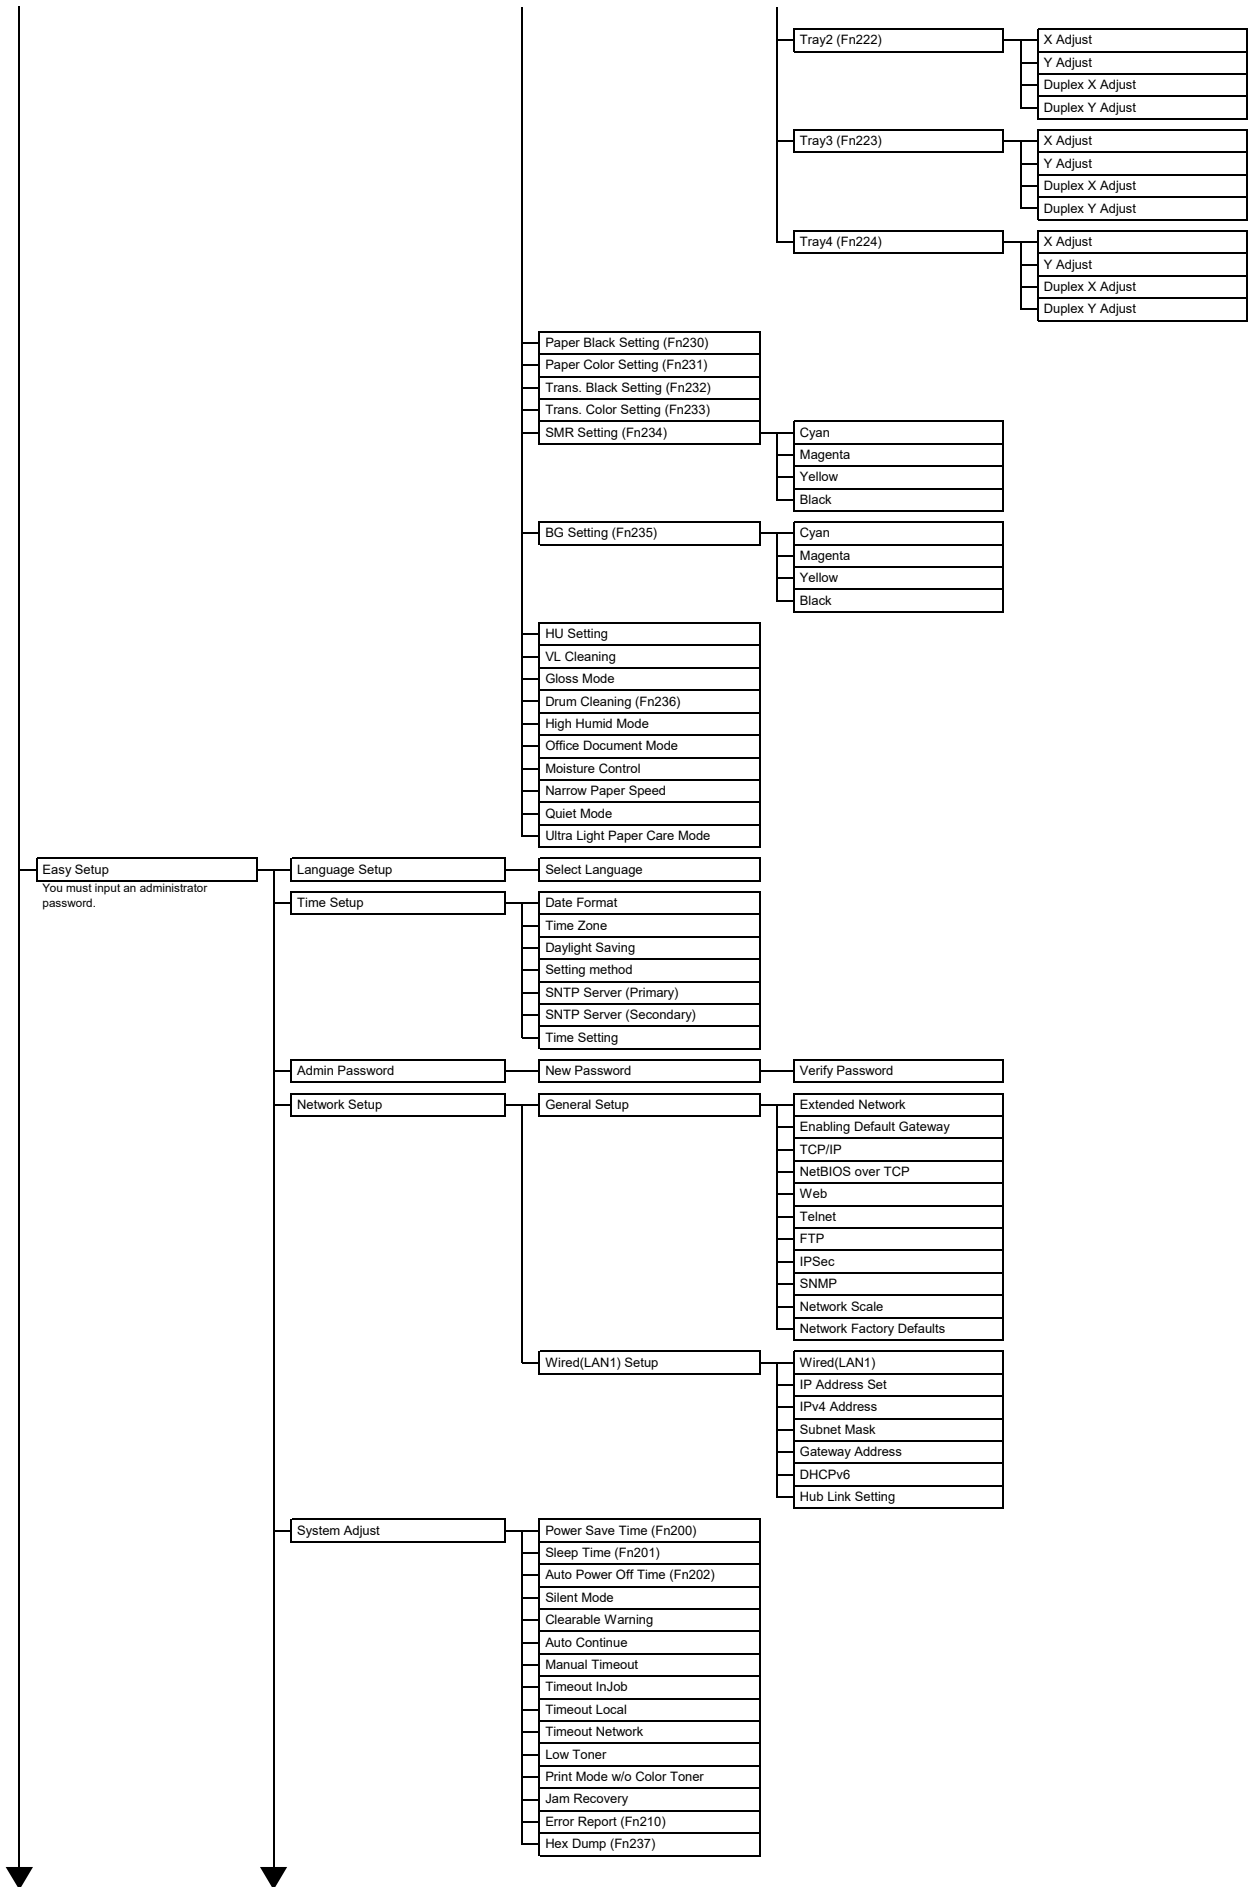 Tray2 (Fn222)
X Adjust
Y Adjust
Duplex X Adjust
Duplex Y Adjust
Tray3 (Fn223)
X Adjust
Y Adjust
Duplex X Adjust
Duplex Y Adjust
Tray4 (Fn224)
X Adjust
Y Adjust
Duplex X Adjust
Duplex Y Adjust
Paper Black Setting (Fn230)
Paper Color Setting (Fn231)
Trans. Black Setting (Fn232)
Trans. Color Setting (Fn233)
SMR Setting (Fn234)
Cyan
Magenta
Yellow
Black
BG Setting (Fn235)
Cyan
Magenta
Yellow
Black
HU Setting
VL Cleaning
Gloss Mode
Drum Cleaning (Fn236)
High Humid Mode
Office Document Mode
Moisture Control
Narrow Paper Speed
Quiet Mode
Ultra Light Paper Care Mode
Easy Setup
You must input an administrator
password.
Language Setup
Select Language
Time Setup
Date Format
Time Zone
Daylight Saving
Setting method
SNTP Server (Primary)
SNTP Server (Secondary)
Time Setting
Admin Password
New Password
Verify Password
Network Setup
General Setup
Extended Network
Enabling Default Gateway
TCP/IP
NetBIOS over TCP
Web
Telnet
FTP
IPSec
SNMP
Network Scale
Network Factory Defaults
Wired(LAN1) Setup
Wired(LAN1)
IP Address Set
IPv4 Address
Subnet Mask
Gateway Address
DHCPv6
Hub Link Setting
System Adjust
Power Save Time (Fn200)
Sleep Time (Fn201)
Auto Power Off Time (Fn202)
Silent Mode
Clearable Warning
Auto Continue
Manual Timeout
Timeout InJob
Timeout Local
Timeout Network
Low Toner
Print Mode w/o Color Toner
Jam Recovery
Error Report (Fn210)
Hex Dump (Fn237)